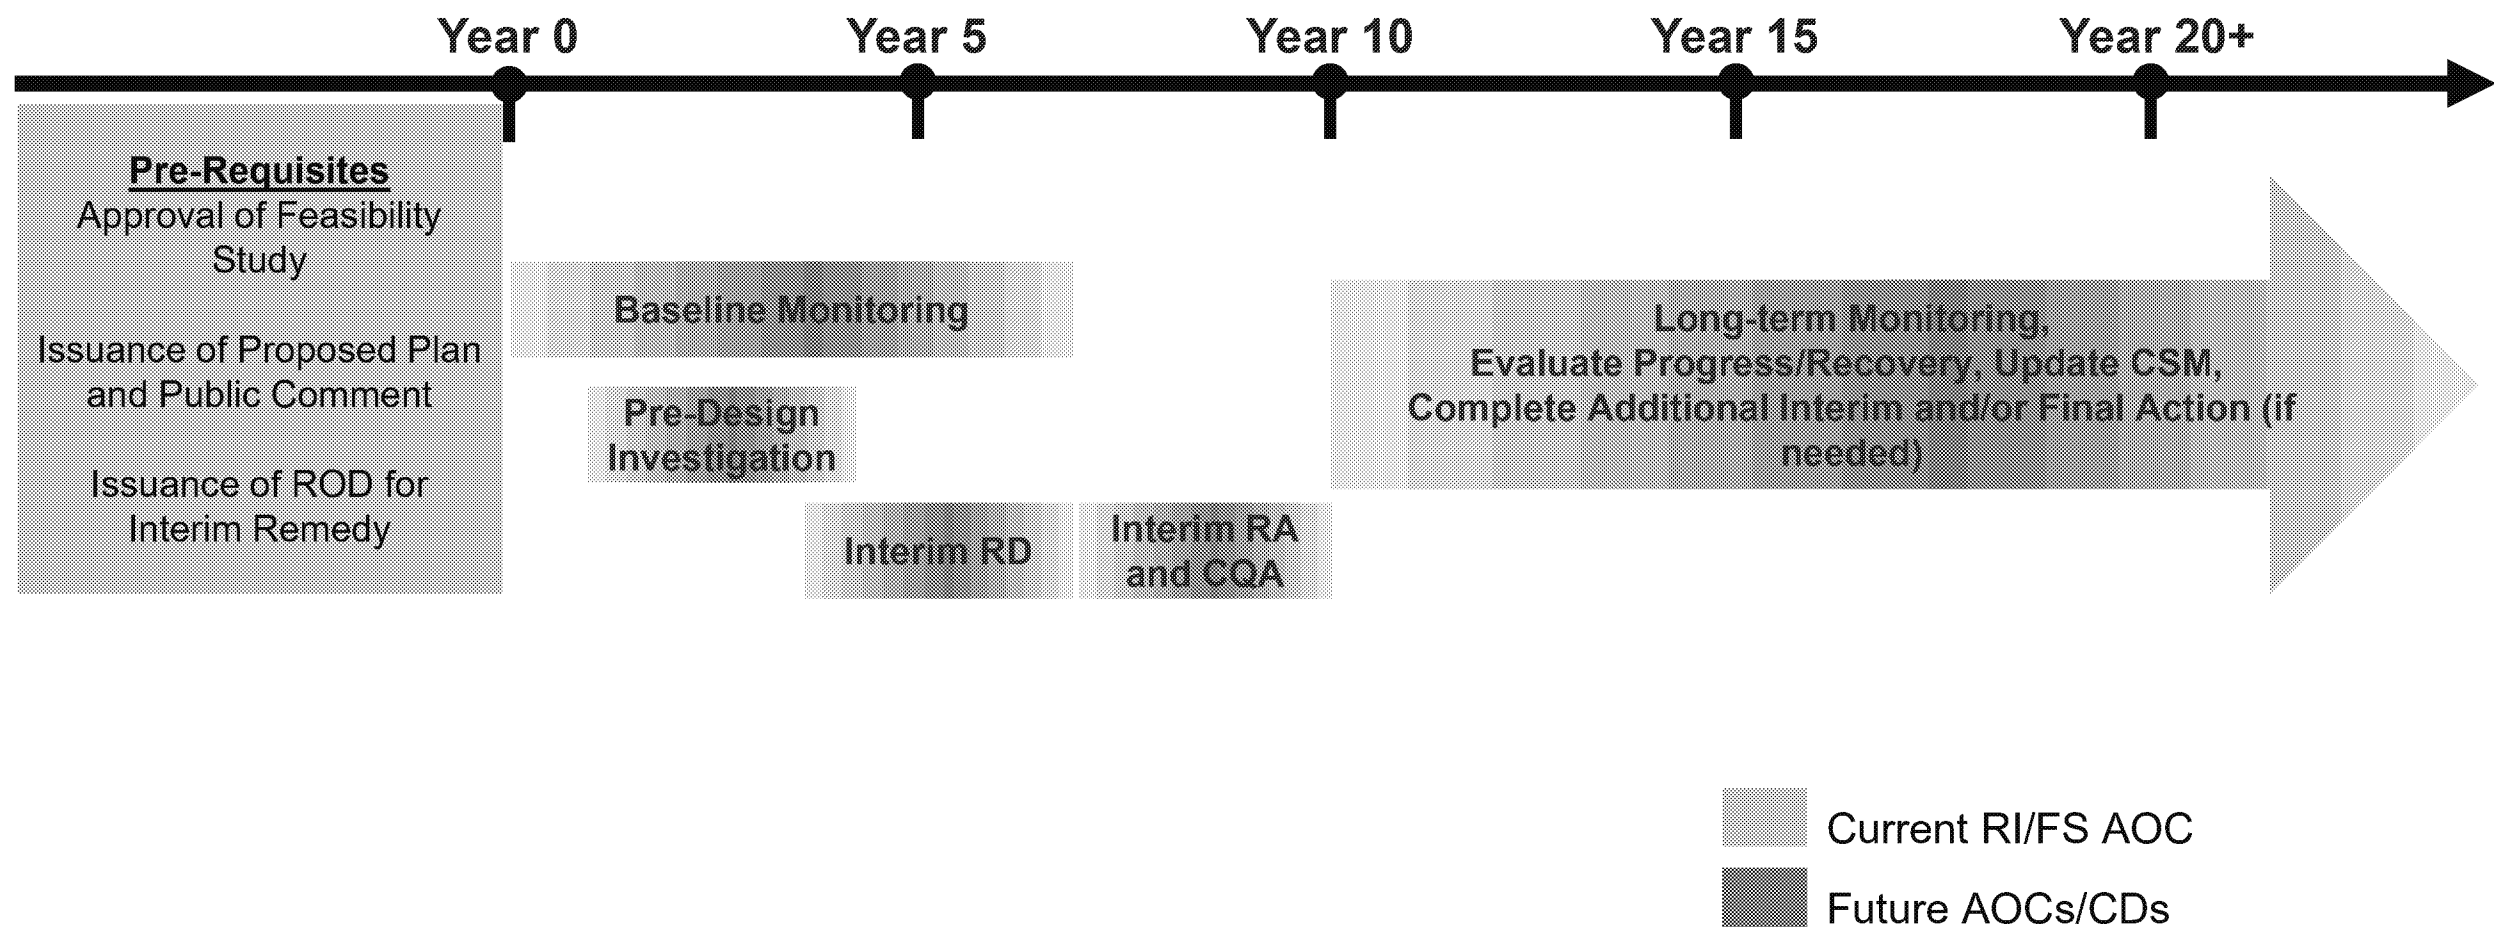 Year 0
Year 5
Year 10
Year 15
Year 20+
Pre-Requisites
Approval of Feasibility
Study
Issuance of Proposed Plan
and Public Comment
Issuance of ROD for
Interim Remedy
Baseline Monitoring
Pre-Design
Investigation
Interim RD
Interim RA
and CQA
Long-term Monitoring,
Evaluate Progress/Recovery, Update CSM,
Complete Additional Interim and/or Final Action (if
needed)
Current RI/FS AOC
Future AOCs/CDs